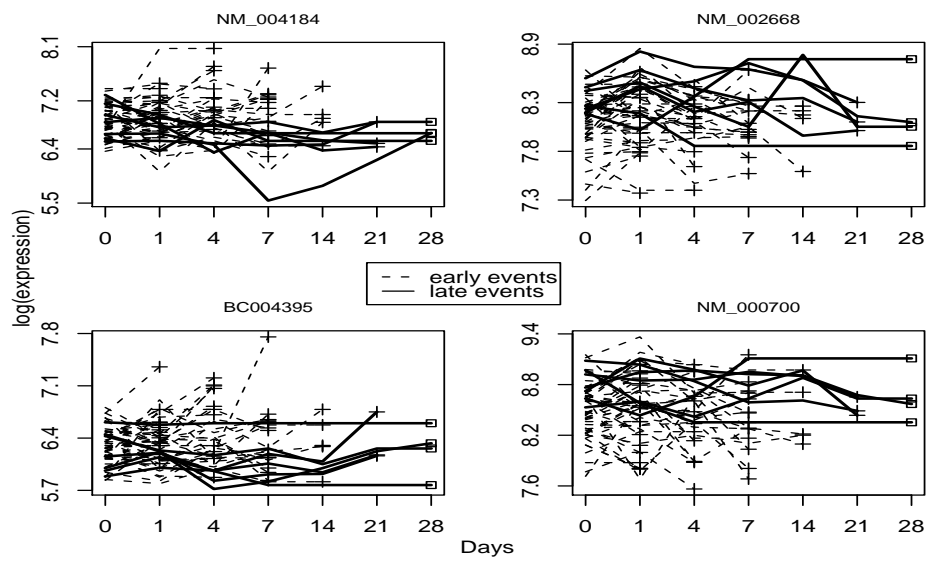 NM_004184
NM_002668
8.1
7.2
6.4
5.5
8.9
8.3
7.8
7.3
0 1 4 7 14 21 28
0 1 4 7 14 21 28
log(expression)
early events
late events
BC004395
NM_000700
7.8
7.1
6.4
5.7
9.4
8.8
8.2
7.6
0 1 4 7 14 21 28
0 1 4 7 14 21 28
Days